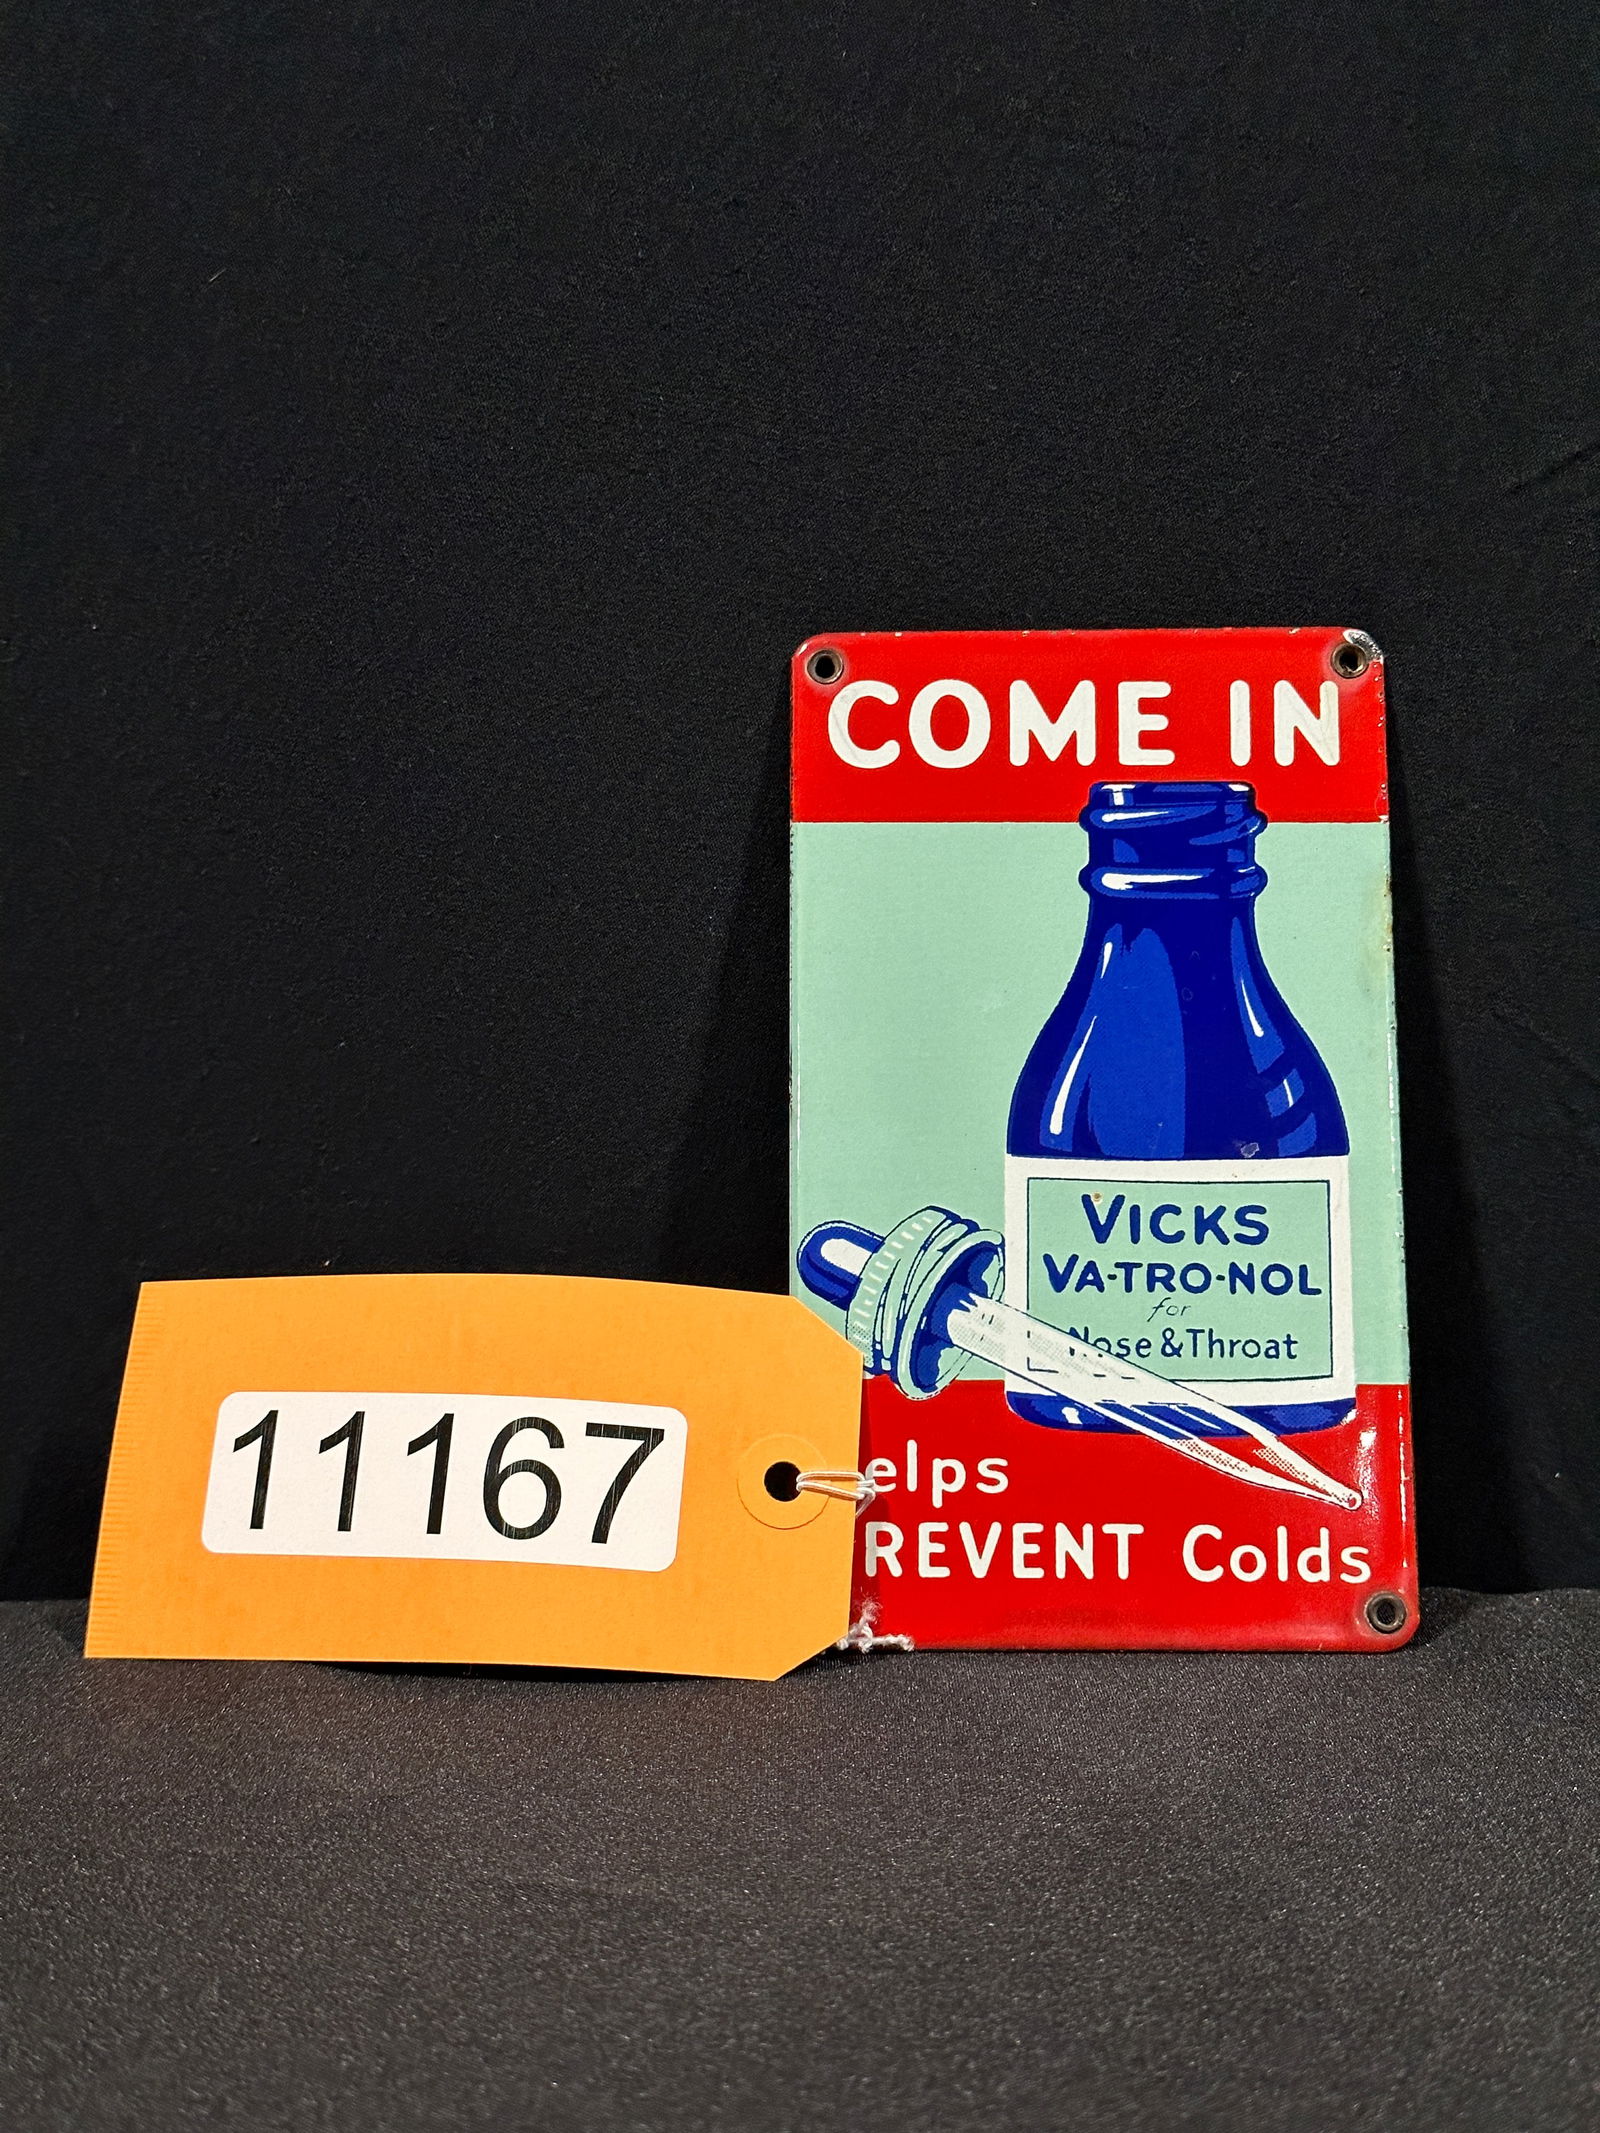 COME IN
VICKS
VA-TRO-NOL
for
Nose & Throat
elps
REVENT Colds
11167